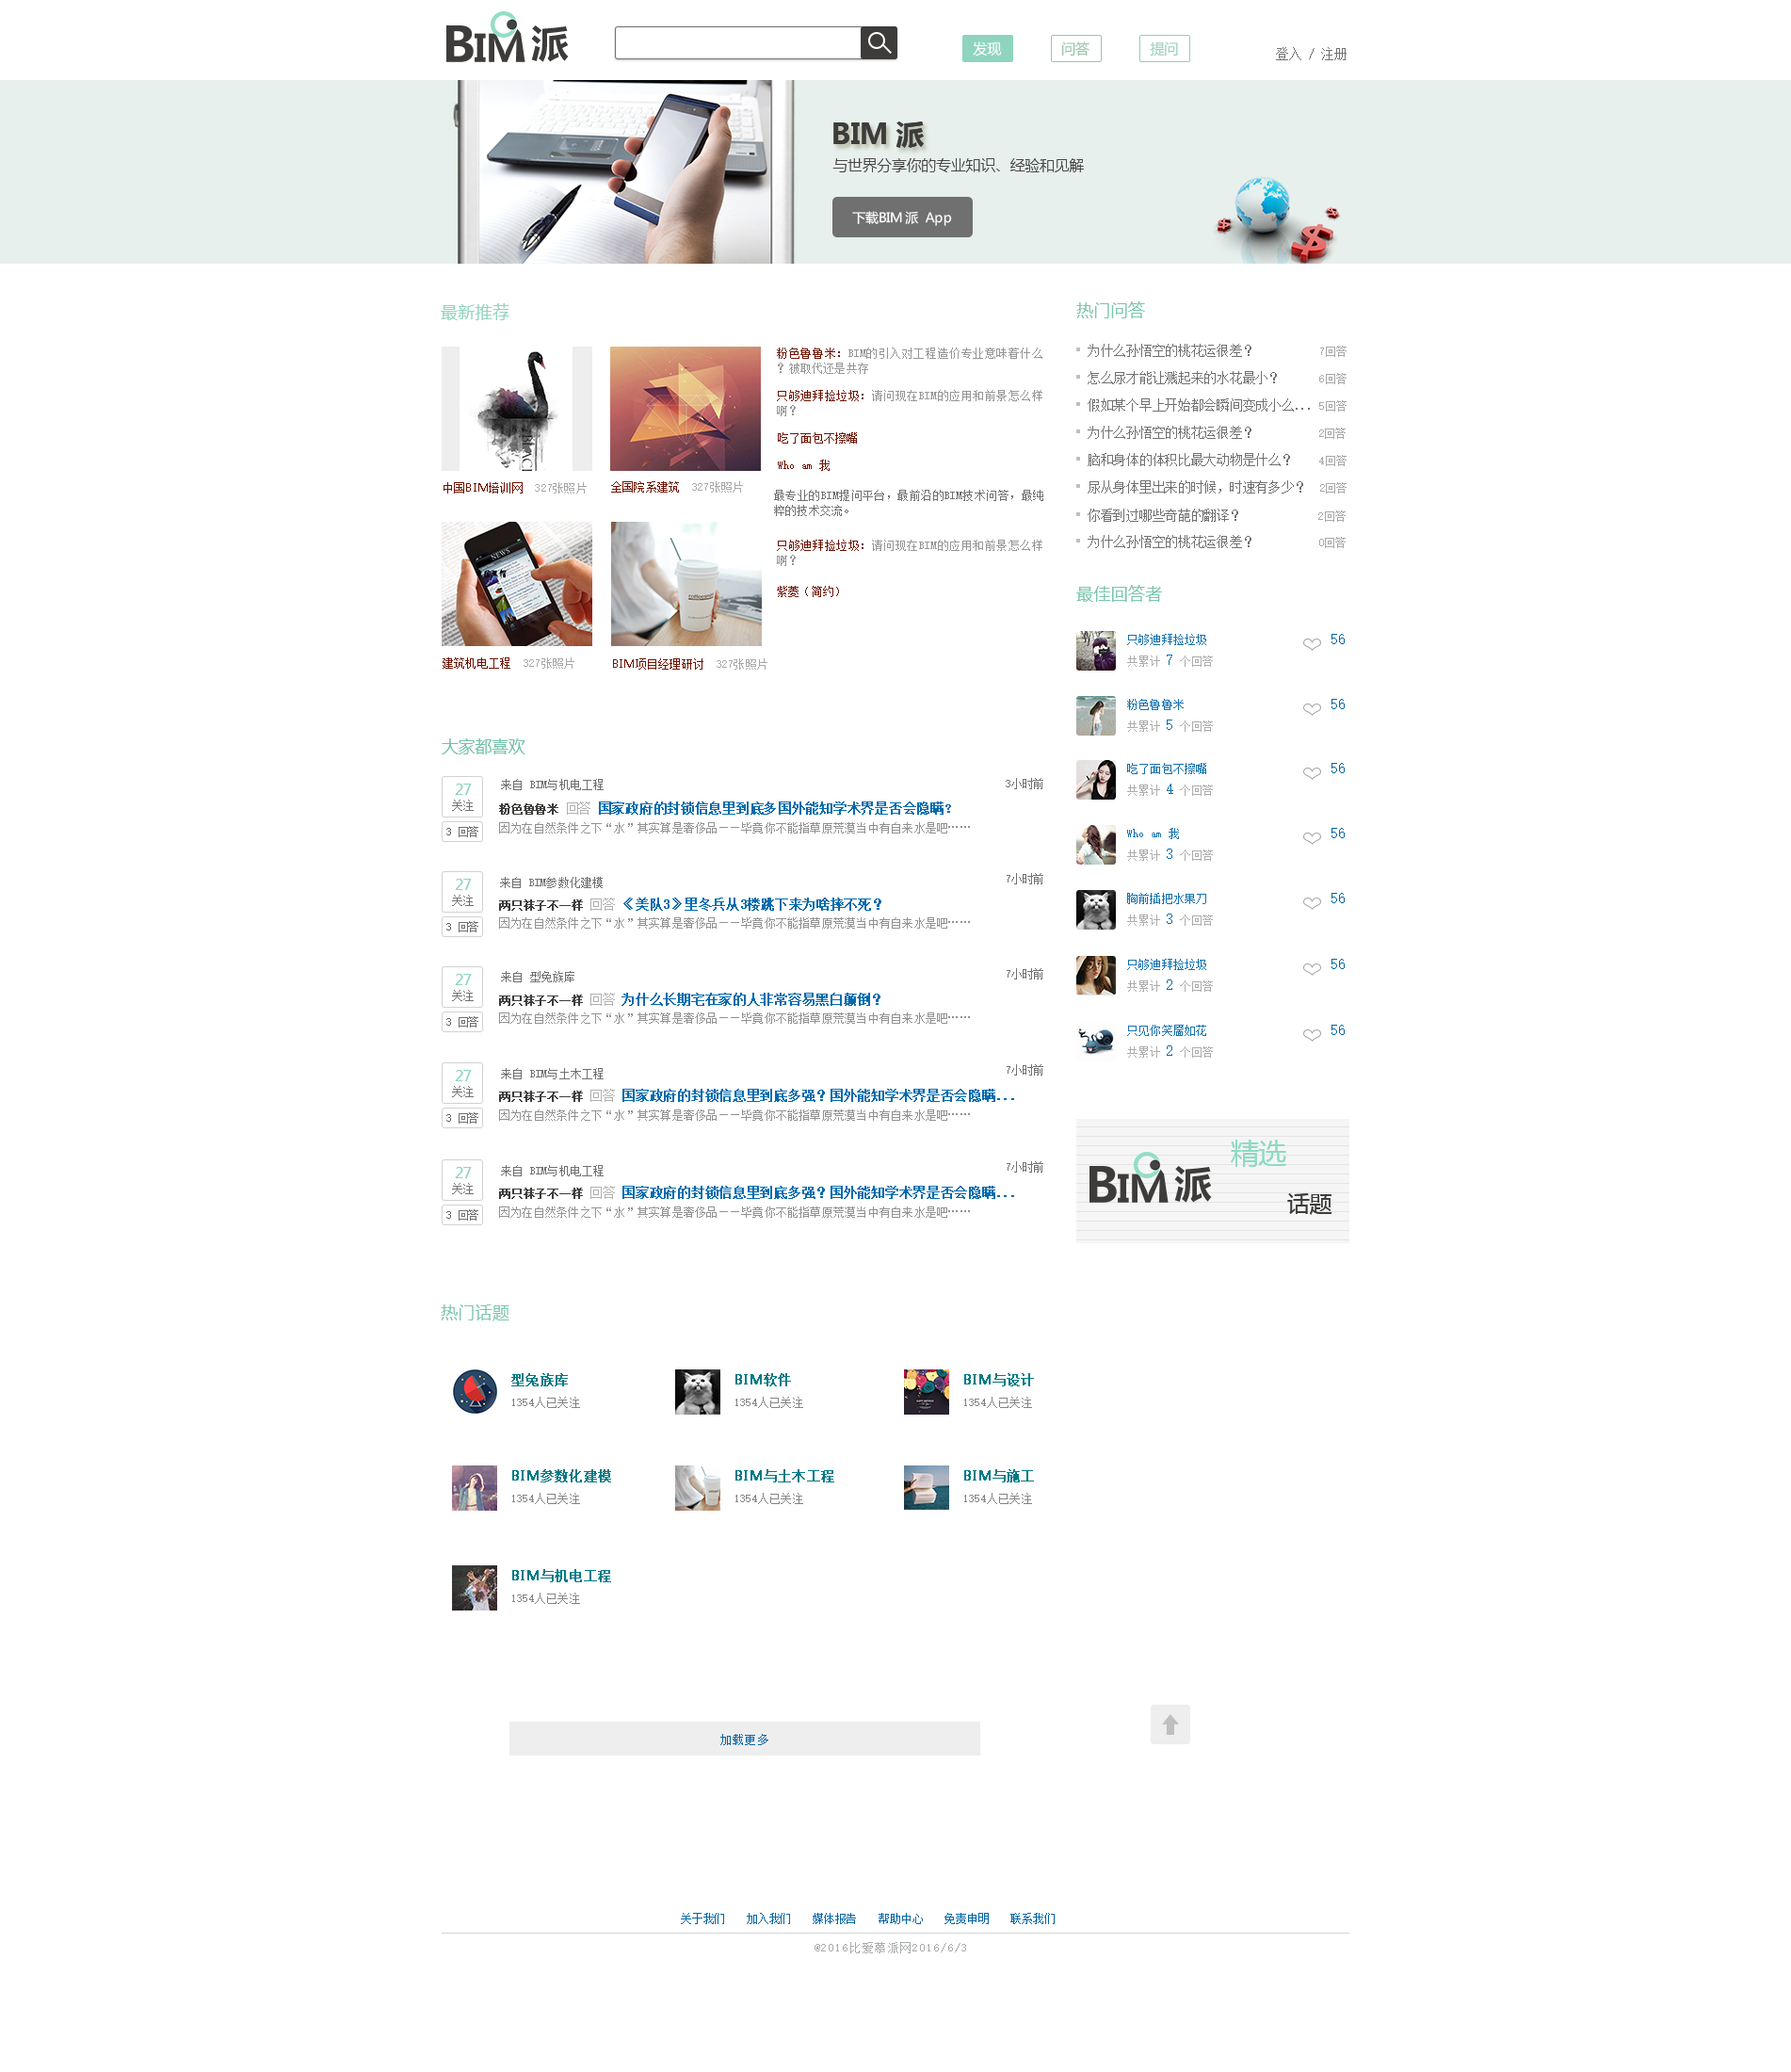 BIM派
发现
问答
提问
登入 / 注册
BIM 派
与世界分享你的专业知识、经验和见解
下载BIM 派 App
最新推荐
中国BIM培训网 327张照片
全国院系建筑 327张照片
NEWS
建筑机电工程 327张照片
BIM项目经理研讨 327张照片
粉色鲁鲁米：BIM的引入对工程造价专业意味着什么
？被取代还是共存
只够迪拜捡垃圾：请问现在BIM的应用和前景怎么样
啊？
吃了面包不擦嘴
Who am 我
最专业的BIM提问平台，最前沿的BIM技术问答，最纯
粹的技术交流。
只够迪拜捡垃圾：请问现在BIM的应用和前景怎么样
啊？
紫菱（简约）
大家都喜欢
27
关注
3 回答
来自 BIM与机电工程
3小时前
粉色鲁鲁米 回答 国家政府的封锁信息里到底多国外能知学术界是否会隐瞒？
因为在自然条件之下“水”其实算是奢侈品－－毕竟你不能指草原荒漠当中有自来水是吧……
27
关注
3 回答
来自 BIM参数化建模
7小时前
两只袜子不一样 回答 《美队3》里冬兵从3楼跳下来为啥摔不死？
因为在自然条件之下“水”其实算是奢侈品－－毕竟你不能指草原荒漠当中有自来水是吧……
27
关注
3 回答
来自 型兔族库
7小时前
两只袜子不一样 回答 为什么长期宅在家的人非常容易黑白颠倒？
因为在自然条件之下“水”其实算是奢侈品－－毕竟你不能指草原荒漠当中有自来水是吧……
27
关注
3 回答
来自 BIM与土木工程
7小时前
两只袜子不一样 回答 国家政府的封锁信息里到底多强？国外能知学术界是否会隐瞒...
因为在自然条件之下“水”其实算是奢侈品－－毕竟你不能指草原荒漠当中有自来水是吧……
27
关注
3 回答
来自 BIM与机电工程
7小时前
两只袜子不一样 回答 国家政府的封锁信息里到底多强？国外能知学术界是否会隐瞒...
因为在自然条件之下“水”其实算是奢侈品－－毕竟你不能指草原荒漠当中有自来水是吧……
热门问答
为什么孙悟空的桃花运很差？ 7回答
怎么尿才能让溅起来的水花最小？ 6回答
假如某个早上开始都会瞬间变成小么... 5回答
为什么孙悟空的桃花运很差？ 2回答
脑和身体的体积比最大动物是什么？ 4回答
尿从身体里出来的时候，时速有多少？ 2回答
你看到过哪些奇葩的翻译？ 2回答
为什么孙悟空的桃花运很差？ 0回答
最佳回答者
只够迪拜捡垃圾 56
共累计 7 个回答
粉色鲁鲁米 56
共累计 5 个回答
吃了面包不擦嘴 56
共累计 4 个回答
Who am 我 56
共累计 3 个回答
胸前插把水果刀 56
共累计 3 个回答
只够迪拜捡垃圾 56
共累计 2 个回答
只见你笑靥如花 56
共累计 2 个回答
BIM派
精选
话题
热门话题
型兔族库
1354人已关注
BIM软件
1354人已关注
BIM与设计
1354人已关注
BIM参数化建模
1354人已关注
BIM与土木工程
1354人已关注
BIM与施工
1354人已关注
BIM与机电工程
1354人已关注
加载更多
关于我们 加入我们 媒体报告 帮助中心 免责申明 联系我们
©2016比爱慕派网2016/6/3